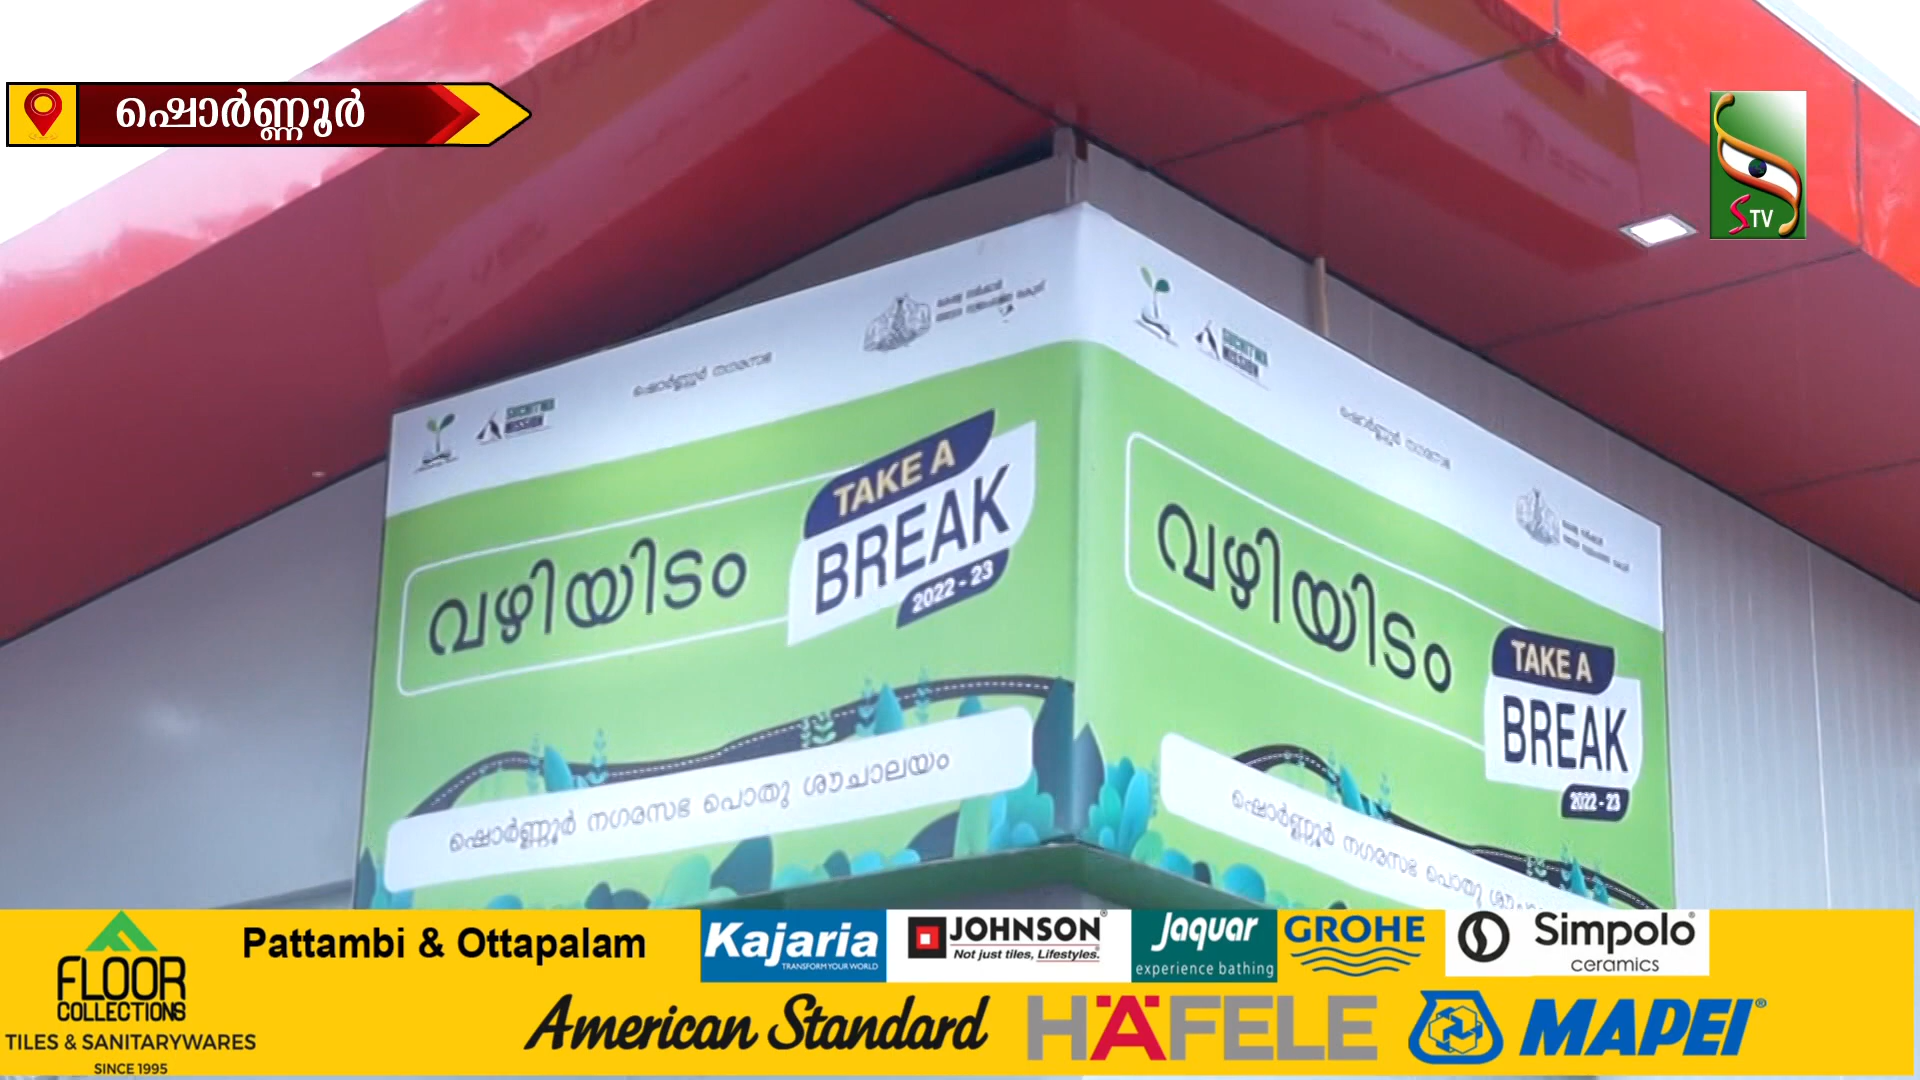 ഷൊർണ്ണൂർ
STV
ഷൊർണ്ണൂർ നഗരസഭ
വഴിയിടം
TAKE A
BREAK
2022 - 23
ഷൊർണ്ണൂർ നഗരസഭ പൊതു ശൗചാലയം
ഷൊർണ്ണൂർ നഗരസഭ
വഴിയിടം
TAKE A
BREAK
2022 - 23
ഷൊർണ്ണൂർ നഗരസഭ പൊതു
FLOOR
COLLECTIONS
TILES & SANITARYWARES
SINCE 1995
Pattambi & Ottapalam
Kajaria
TRANSFORM YOUR WORLD
JOHNSON®
Not just tiles, Lifestyles.
Jaquar
experience bathing
GROHE
Simpolo
ceramics
American Standard
HÄFELE
MAPEI®